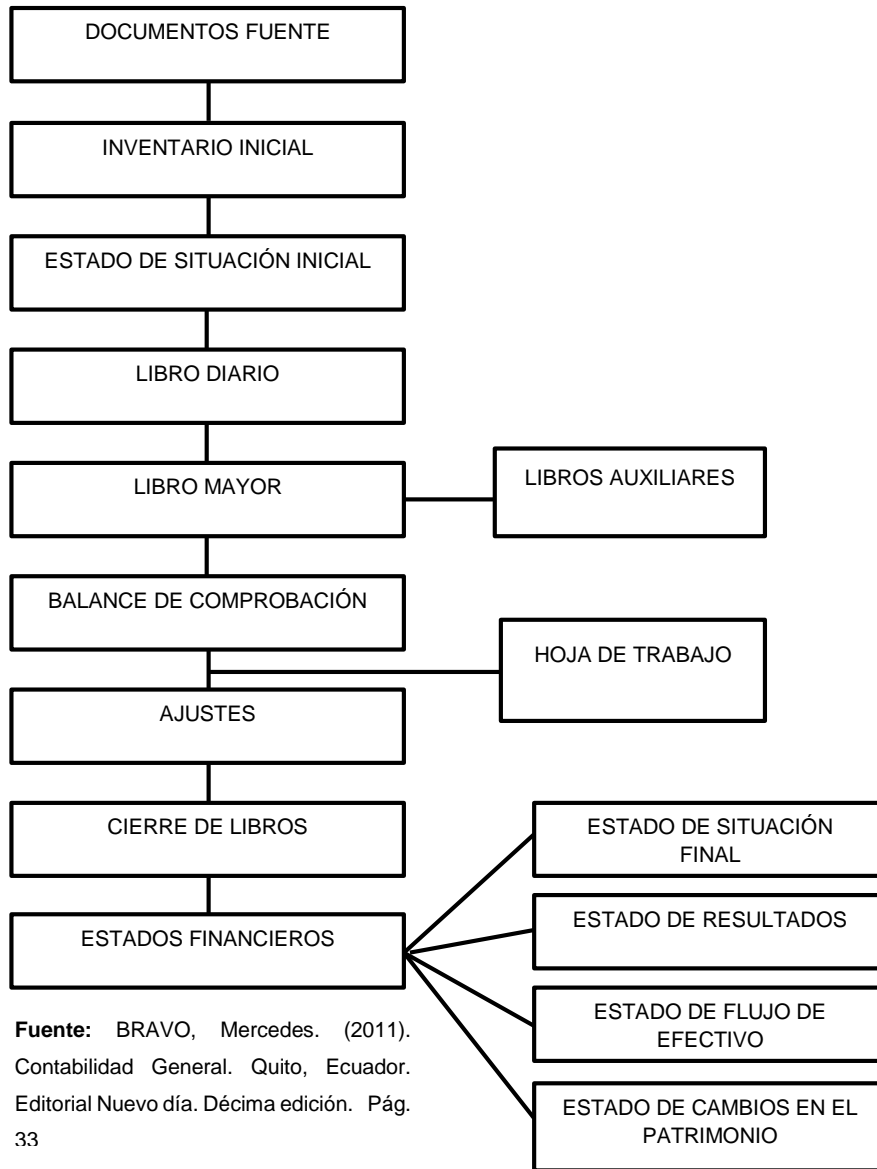 DOCUMENTOS FUENTE
INVENTARIO INICIAL
ESTADO DE SITUACIÓN INICIAL
LIBRO DIARIO
LIBRO MAYOR
LIBROS AUXILIARES
BALANCE DE COMPROBACIÓN
HOJA DE TRABAJO
AJUSTES
CIERRE DE LIBROS
ESTADOS FINANCIEROS
ESTADO DE SITUACIÓN
FINAL
ESTADO DE RESULTADOS
ESTADO DE FLUJO DE
EFECTIVO
ESTADO DE CAMBIOS EN EL
PATRIMONIO
Fuente: BRAVO, Mercedes. (2011).
Contabilidad General. Quito, Ecuador.
Editorial Nuevo día. Décima edición. Pág.
33